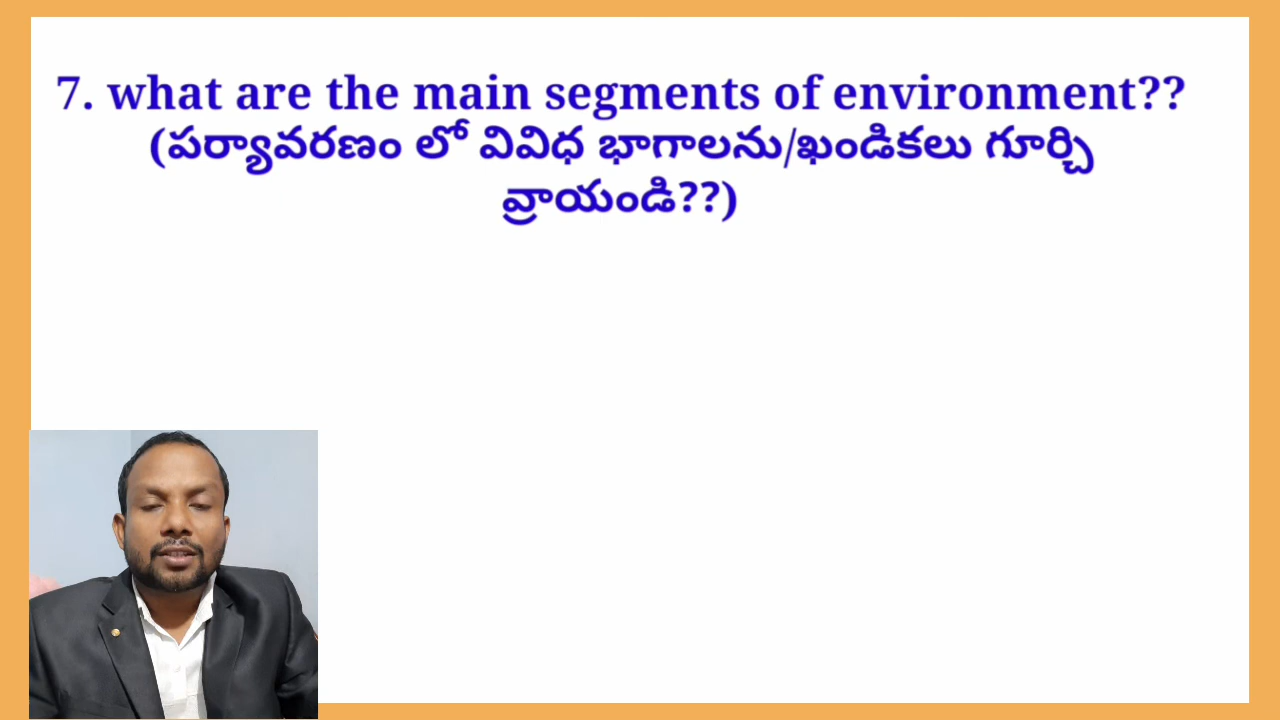 7. what are the main segments of environment??
(పర్యావరణం లో వివిధ భాగాలను/ఖండికలు గూర్చి
వ్రాయండి??)